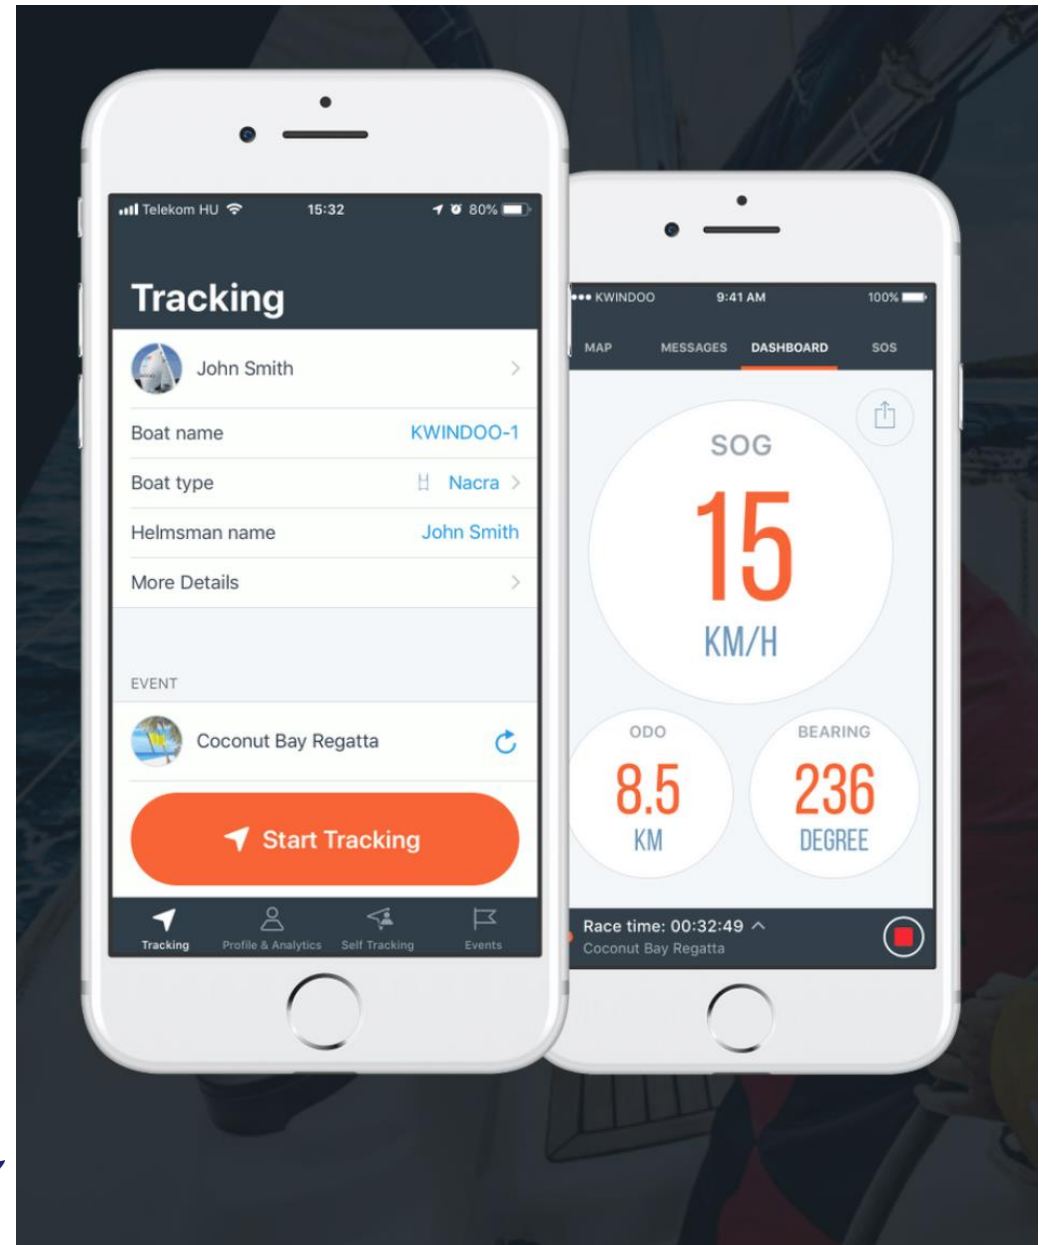 Telekom HU 15:32 80%
Tracking
John Smith
Boat name KWINDOO-1
Boat type Nacra
Helmsman name John Smith
More Details
EVENT
Coconut Bay Regatta
Start Tracking
Tracking Profile & Analytics Self Tracking Events
KWINDOO 9:41 AM 100%
MAP MESSAGES DASHBOARD SOS
SOG
15
KM/H
ODO BEARING
8.5 236
KM DEGREE
Race time: 00:32:49
Coconut Bay Regatta